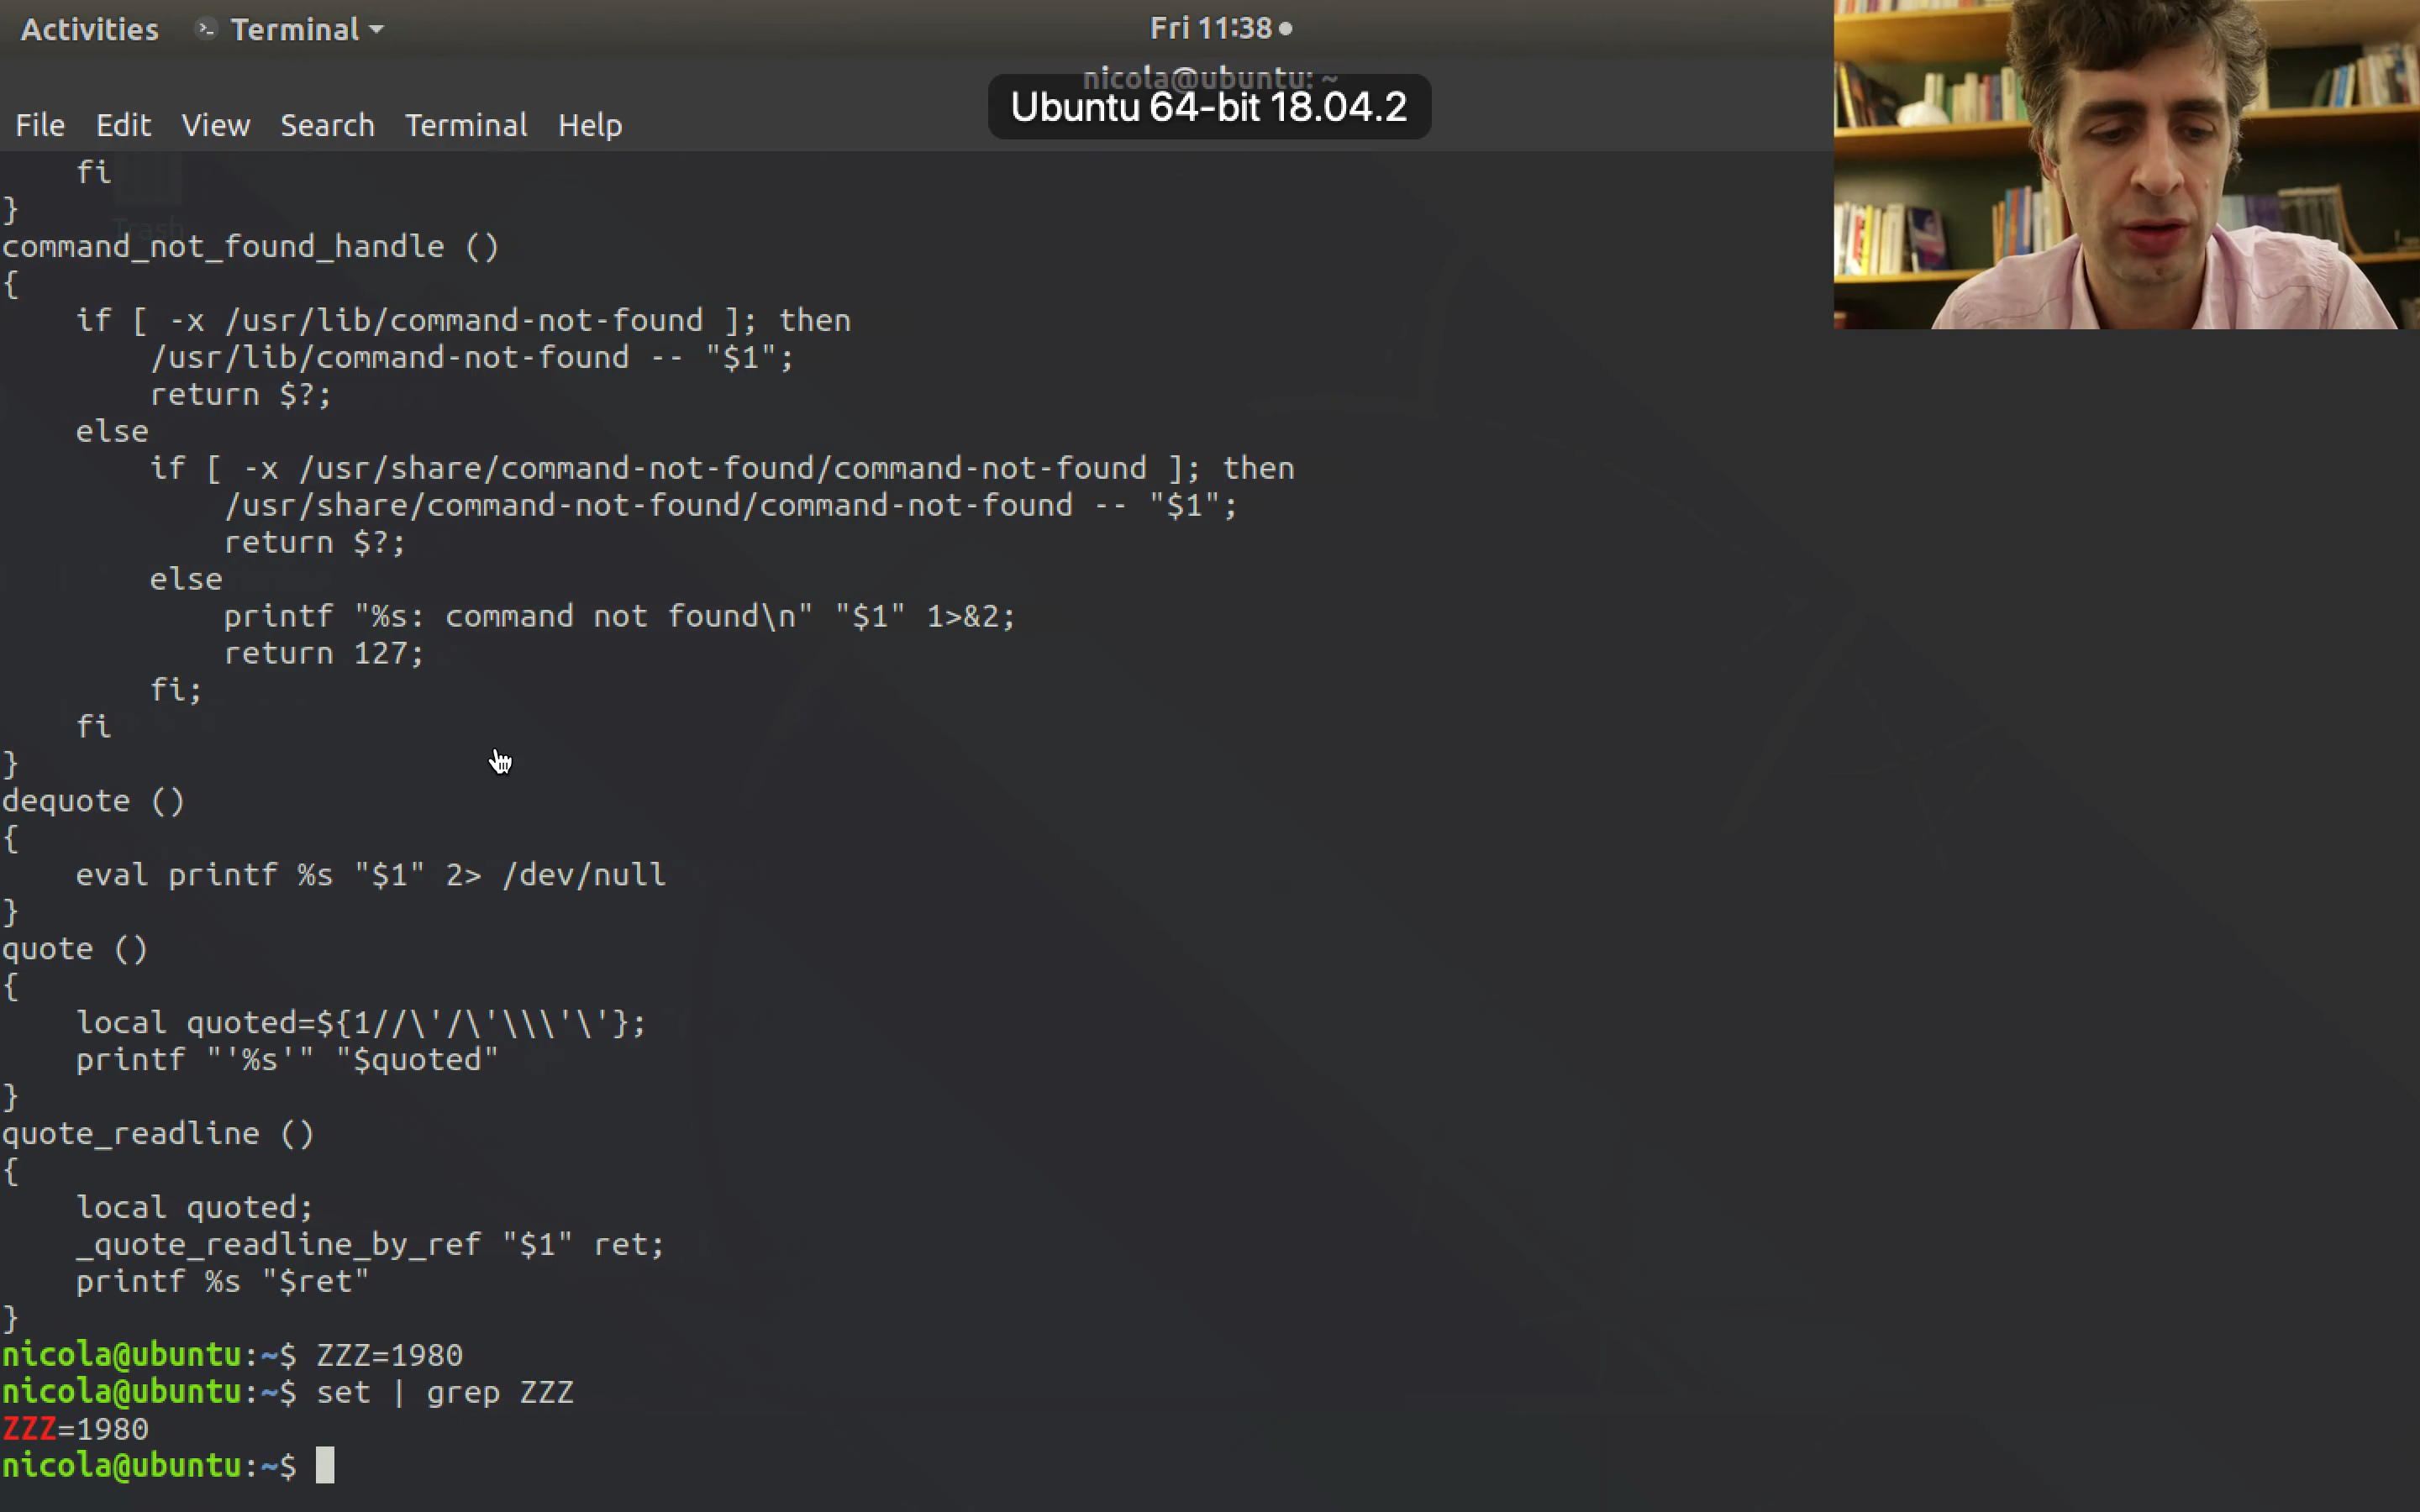 Activities Terminal Fri 11:38
nicola@ubuntu: ~
Ubuntu 64-bit 18.04.2
File Edit View Search Terminal Help
Trash
    fi
}
command_not_found_handle ()
{
    if [ -x /usr/lib/command-not-found ]; then
        /usr/lib/command-not-found -- "$1";
        return $?;
    else
        if [ -x /usr/share/command-not-found/command-not-found ]; then
            /usr/share/command-not-found/command-not-found -- "$1";
            return $?;
        else
            printf "%s: command not found\n" "$1" 1>&2;
            return 127;
        fi;
    fi
}
dequote ()
{
    eval printf %s "$1" 2> /dev/null
}
quote ()
{
    local quoted=${1//\'/\'\\\'\'};
    printf "'%s'" "$quoted"
}
quote_readline ()
{
    local quoted;
    _quote_readline_by_ref "$1" ret;
    printf %s "$ret"
}
nicola@ubuntu:~$ ZZZ=1980
nicola@ubuntu:~$ set | grep ZZZ
ZZZ=1980
nicola@ubuntu:~$